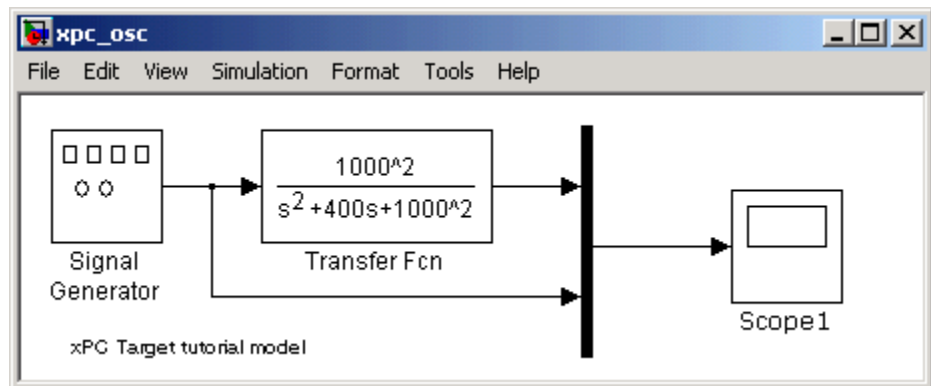 xpc_osc
File Edit View Simulation Format Tools Help
1000^2
s²+400s+1000^2
Signal
Generator
Transfer Fcn
Scope1
xPC Target tutorial model